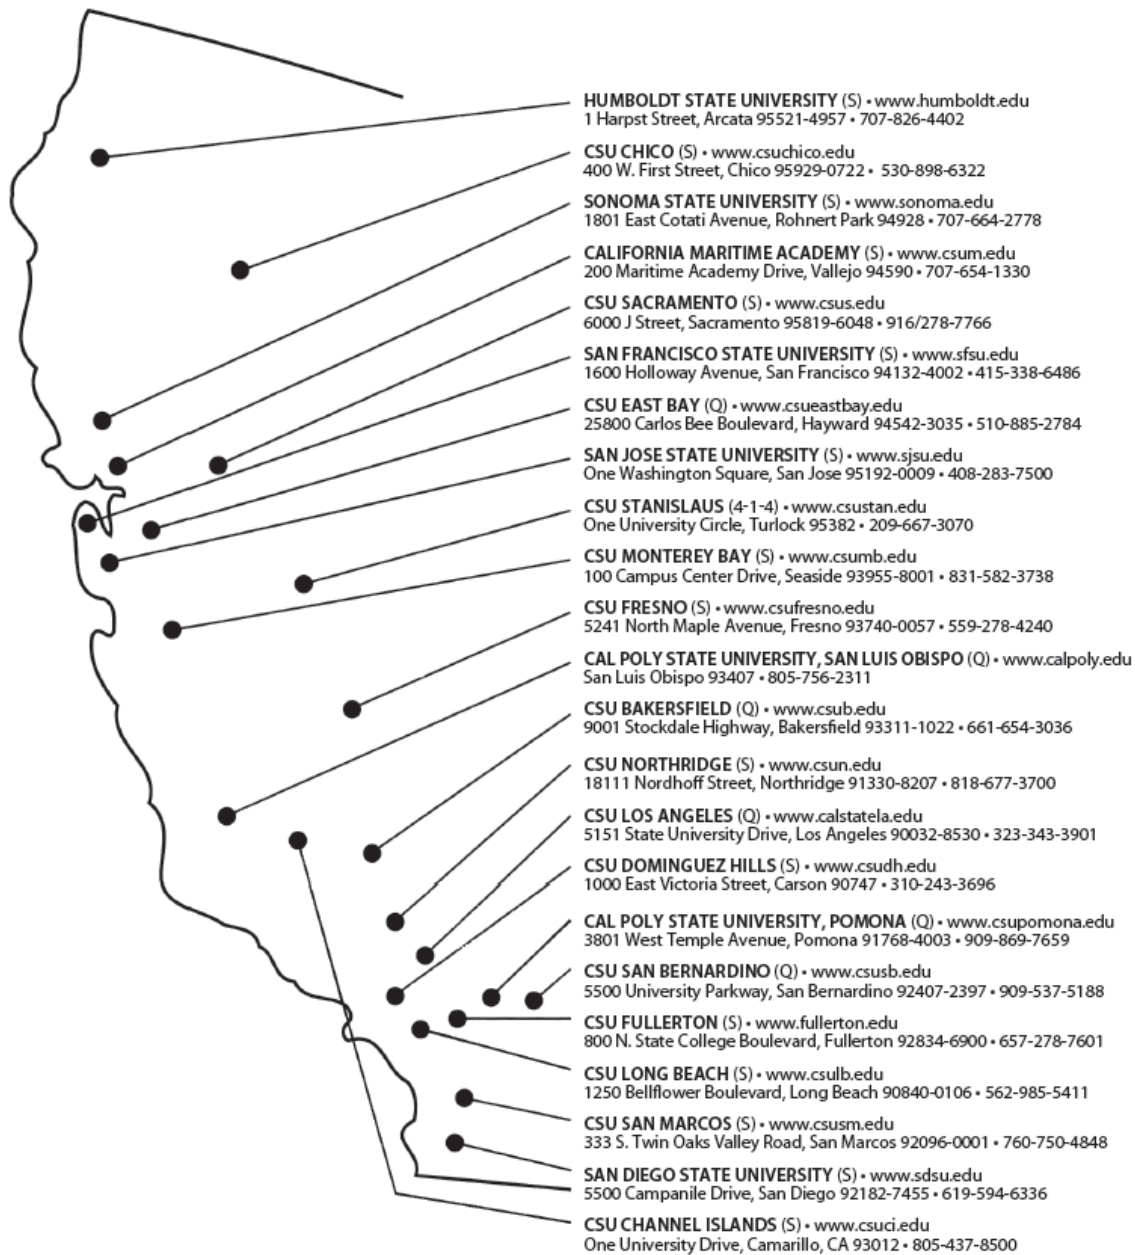 HUMBOLDT STATE UNIVERSITY (S) • www.humboldt.edu
1 Harpst Street, Arcata 95521-4957 • 707-826-4402
CSU CHICO (S) • www.csuchico.edu
400 W. First Street, Chico 95929-0722 • 530-898-6322
SONOMA STATE UNIVERSITY (S) • www.sonoma.edu
1801 East Cotati Avenue, Rohnert Park 94928 • 707-664-2778
CALIFORNIA MARITIME ACADEMY (S) • www.csum.edu
200 Maritime Academy Drive, Vallejo 94590 • 707-654-1330
CSU SACRAMENTO (S) • www.csus.edu
6000 J Street, Sacramento 95819-6048 • 916/278-7766
SAN FRANCISCO STATE UNIVERSITY (S) • www.sfsu.edu
1600 Holloway Avenue, San Francisco 94132-4002 • 415-338-6486
CSU EAST BAY (Q) • www.csueastbay.edu
25800 Carlos Bee Boulevard, Hayward 94542-3035 • 510-885-2784
SAN JOSE STATE UNIVERSITY (S) • www.sjsu.edu
One Washington Square, San Jose 95192-0009 • 408-283-7500
CSU STANISLAUS (4-1-4) • www.csustan.edu
One University Circle, Turlock 95382 • 209-667-3070
CSU MONTEREY BAY (S) • www.csumb.edu
100 Campus Center Drive, Seaside 93955-8001 • 831-582-3738
CSU FRESNO (S) • www.csufresno.edu
5241 North Maple Avenue, Fresno 93740-0057 • 559-278-4240
CAL POLY STATE UNIVERSITY, SAN LUIS OBISPO (Q) • www.calpoly.edu
San Luis Obispo 93407 • 805-756-2311
CSU BAKERSFIELD (Q) • www.csub.edu
9001 Stockdale Highway, Bakersfield 93311-1022 • 661-654-3036
CSU NORTHRIDGE (S) • www.csun.edu
18111 Nordhoff Street, Northridge 91330-8207 • 818-677-3700
CSU LOS ANGELES (Q) • www.calstatela.edu
5151 State University Drive, Los Angeles 90032-8530 • 323-343-3901
CSU DOMINGUEZ HILLS (S) • www.csudh.edu
1000 East Victoria Street, Carson 90747 • 310-243-3696
CAL POLY STATE UNIVERSITY, POMONA (Q) • www.csupomona.edu
3801 West Temple Avenue, Pomona 91768-4003 • 909-869-7659
CSU SAN BERNARDINO (Q) • www.csusb.edu
5500 University Parkway, San Bernardino 92407-2397 • 909-537-5188
CSU FULLERTON (S) • www.fullerton.edu
800 N. State College Boulevard, Fullerton 92834-6900 • 657-278-7601
CSU LONG BEACH (S) • www.csulb.edu
1250 Bellflower Boulevard, Long Beach 90840-0106 • 562-985-5411
CSU SAN MARCOS (S) • www.csusm.edu
333 S. Twin Oaks Valley Road, San Marcos 92096-0001 • 760-750-4848
SAN DIEGO STATE UNIVERSITY (S) • www.sdsu.edu
5500 Campanile Drive, San Diego 92182-7455 • 619-594-6336
CSU CHANNEL ISLANDS (S) • www.csuci.edu
One University Drive, Camarillo, CA 93012 • 805-437-8500